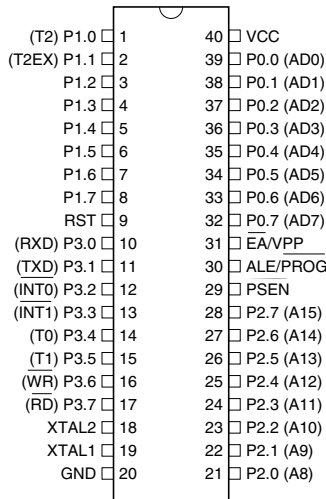 (T2) P1.0 1 40 VCC
(T2EX) P1.1 2 39 P0.0 (AD0)
P1.2 3 38 P0.1 (AD1)
P1.3 4 37 P0.2 (AD2)
P1.4 5 36 P0.3 (AD3)
P1.5 6 35 P0.4 (AD4)
P1.6 7 34 P0.5 (AD5)
P1.7 8 33 P0.6 (AD6)
RST 9 32 P0.7 (AD7)
(RXD) P3.0 10 31 E̅A̅/VPP
(TXD) P3.1 11 30 ALE/P̅R̅O̅G̅
(I̅N̅T̅0̅) P3.2 12 29 P̅S̅E̅N̅
(I̅N̅T̅1̅) P3.3 13 28 P2.7 (A15)
(T0) P3.4 14 27 P2.6 (A14)
(T1) P3.5 15 26 P2.5 (A13)
(W̅R̅) P3.6 16 25 P2.4 (A12)
(R̅D̅) P3.7 17 24 P2.3 (A11)
XTAL2 18 23 P2.2 (A10)
XTAL1 19 22 P2.1 (A9)
GND 20 21 P2.0 (A8)